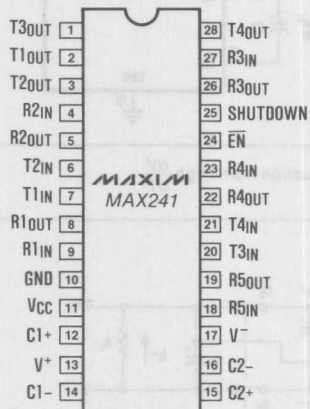 T3OUT 1
T1OUT 2
T2OUT 3
R2IN 4
R2OUT 5
T2IN 6
T1IN 7
R1OUT 8
R1IN 9
GND 10
VCC 11
C1+ 12
V+ 13
C1- 14
MAXIM
MAX241
28 T4OUT
27 R3IN
26 R3OUT
25 SHUTDOWN
24 E̅N̅
23 R4IN
22 R4OUT
21 T4IN
20 T3IN
19 R5OUT
18 R5IN
17 V-
16 C2-
15 C2+